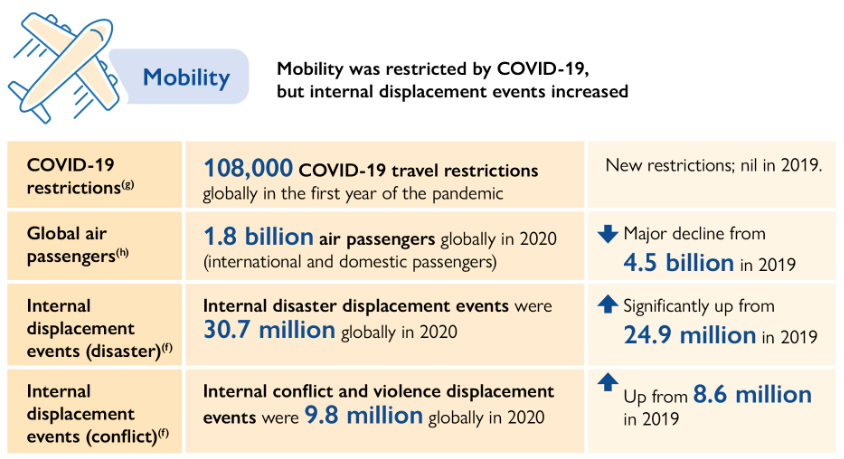 Mobility
Mobility was restricted by COVID-19,
but internal displacement events increased
COVID-19
restrictions(g)
108,000 COVID-19 travel restrictions
globally in the first year of the pandemic
New restrictions; nil in 2019.
Global air
passengers(h)
1.8 billion air passengers globally in 2020
(international and domestic passengers)
Major decline from
4.5 billion in 2019
Internal
displacement
events (disaster)(f)
Internal disaster displacement events were
30.7 million globally in 2020
Significantly up from
24.9 million in 2019
Internal
displacement
events (conflict)(f)
Internal conflict and violence displacement
events were 9.8 million globally in 2020
Up from 8.6 million
in 2019